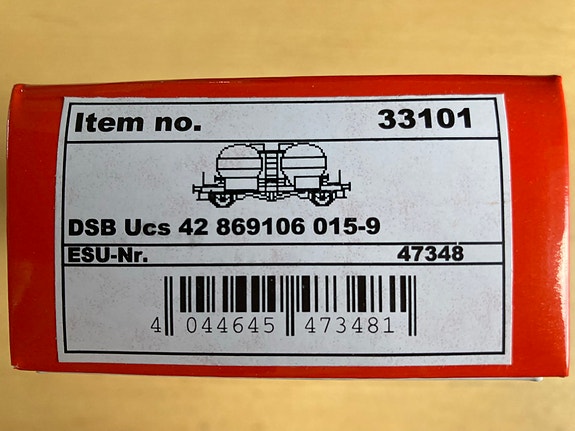 Item no. 33101
DSB Ucs 42 869106 015-9
ESU-Nr. 47348
4 044645 473481